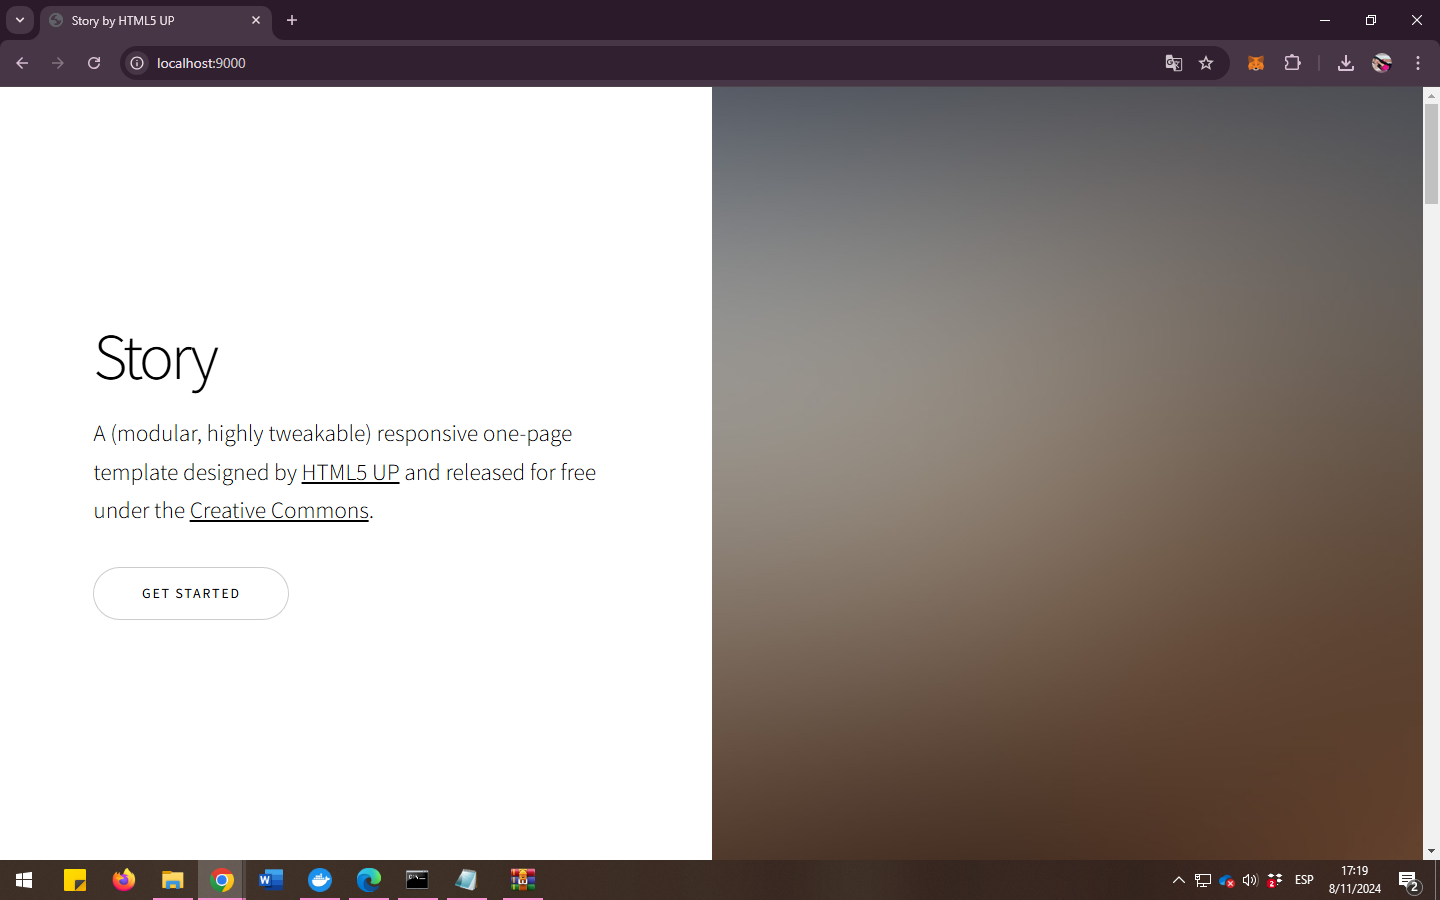 Story by HTML5 UP
localhost:9000
Story
A (modular, highly tweakable) responsive one-page
template designed by HTML5 UP and released for free
under the Creative Commons.
GET STARTED
ESP
17:19
8/11/2024
2
2